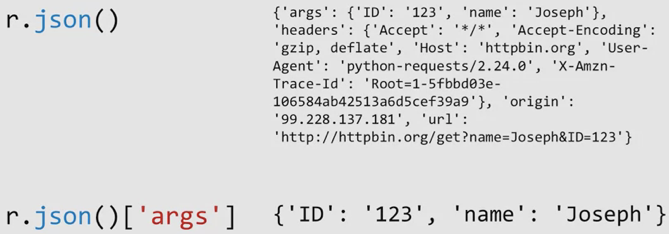 r.json()
{'args': {'ID': '123', 'name': 'Joseph'},
'headers': {'Accept': '*/*', 'Accept-Encoding':
'gzip, deflate', 'Host': 'httpbin.org', 'User-
Agent': 'python-requests/2.24.0', 'X-Amzn-
Trace-Id': 'Root=1-5fbbd03e-
106584ab42513a6d5cef39a9'}, 'origin':
'99.228.137.181', 'url':
'http://httpbin.org/get?name=Joseph&ID=123'}
r.json()['args']
{'ID': '123', 'name': 'Joseph'}